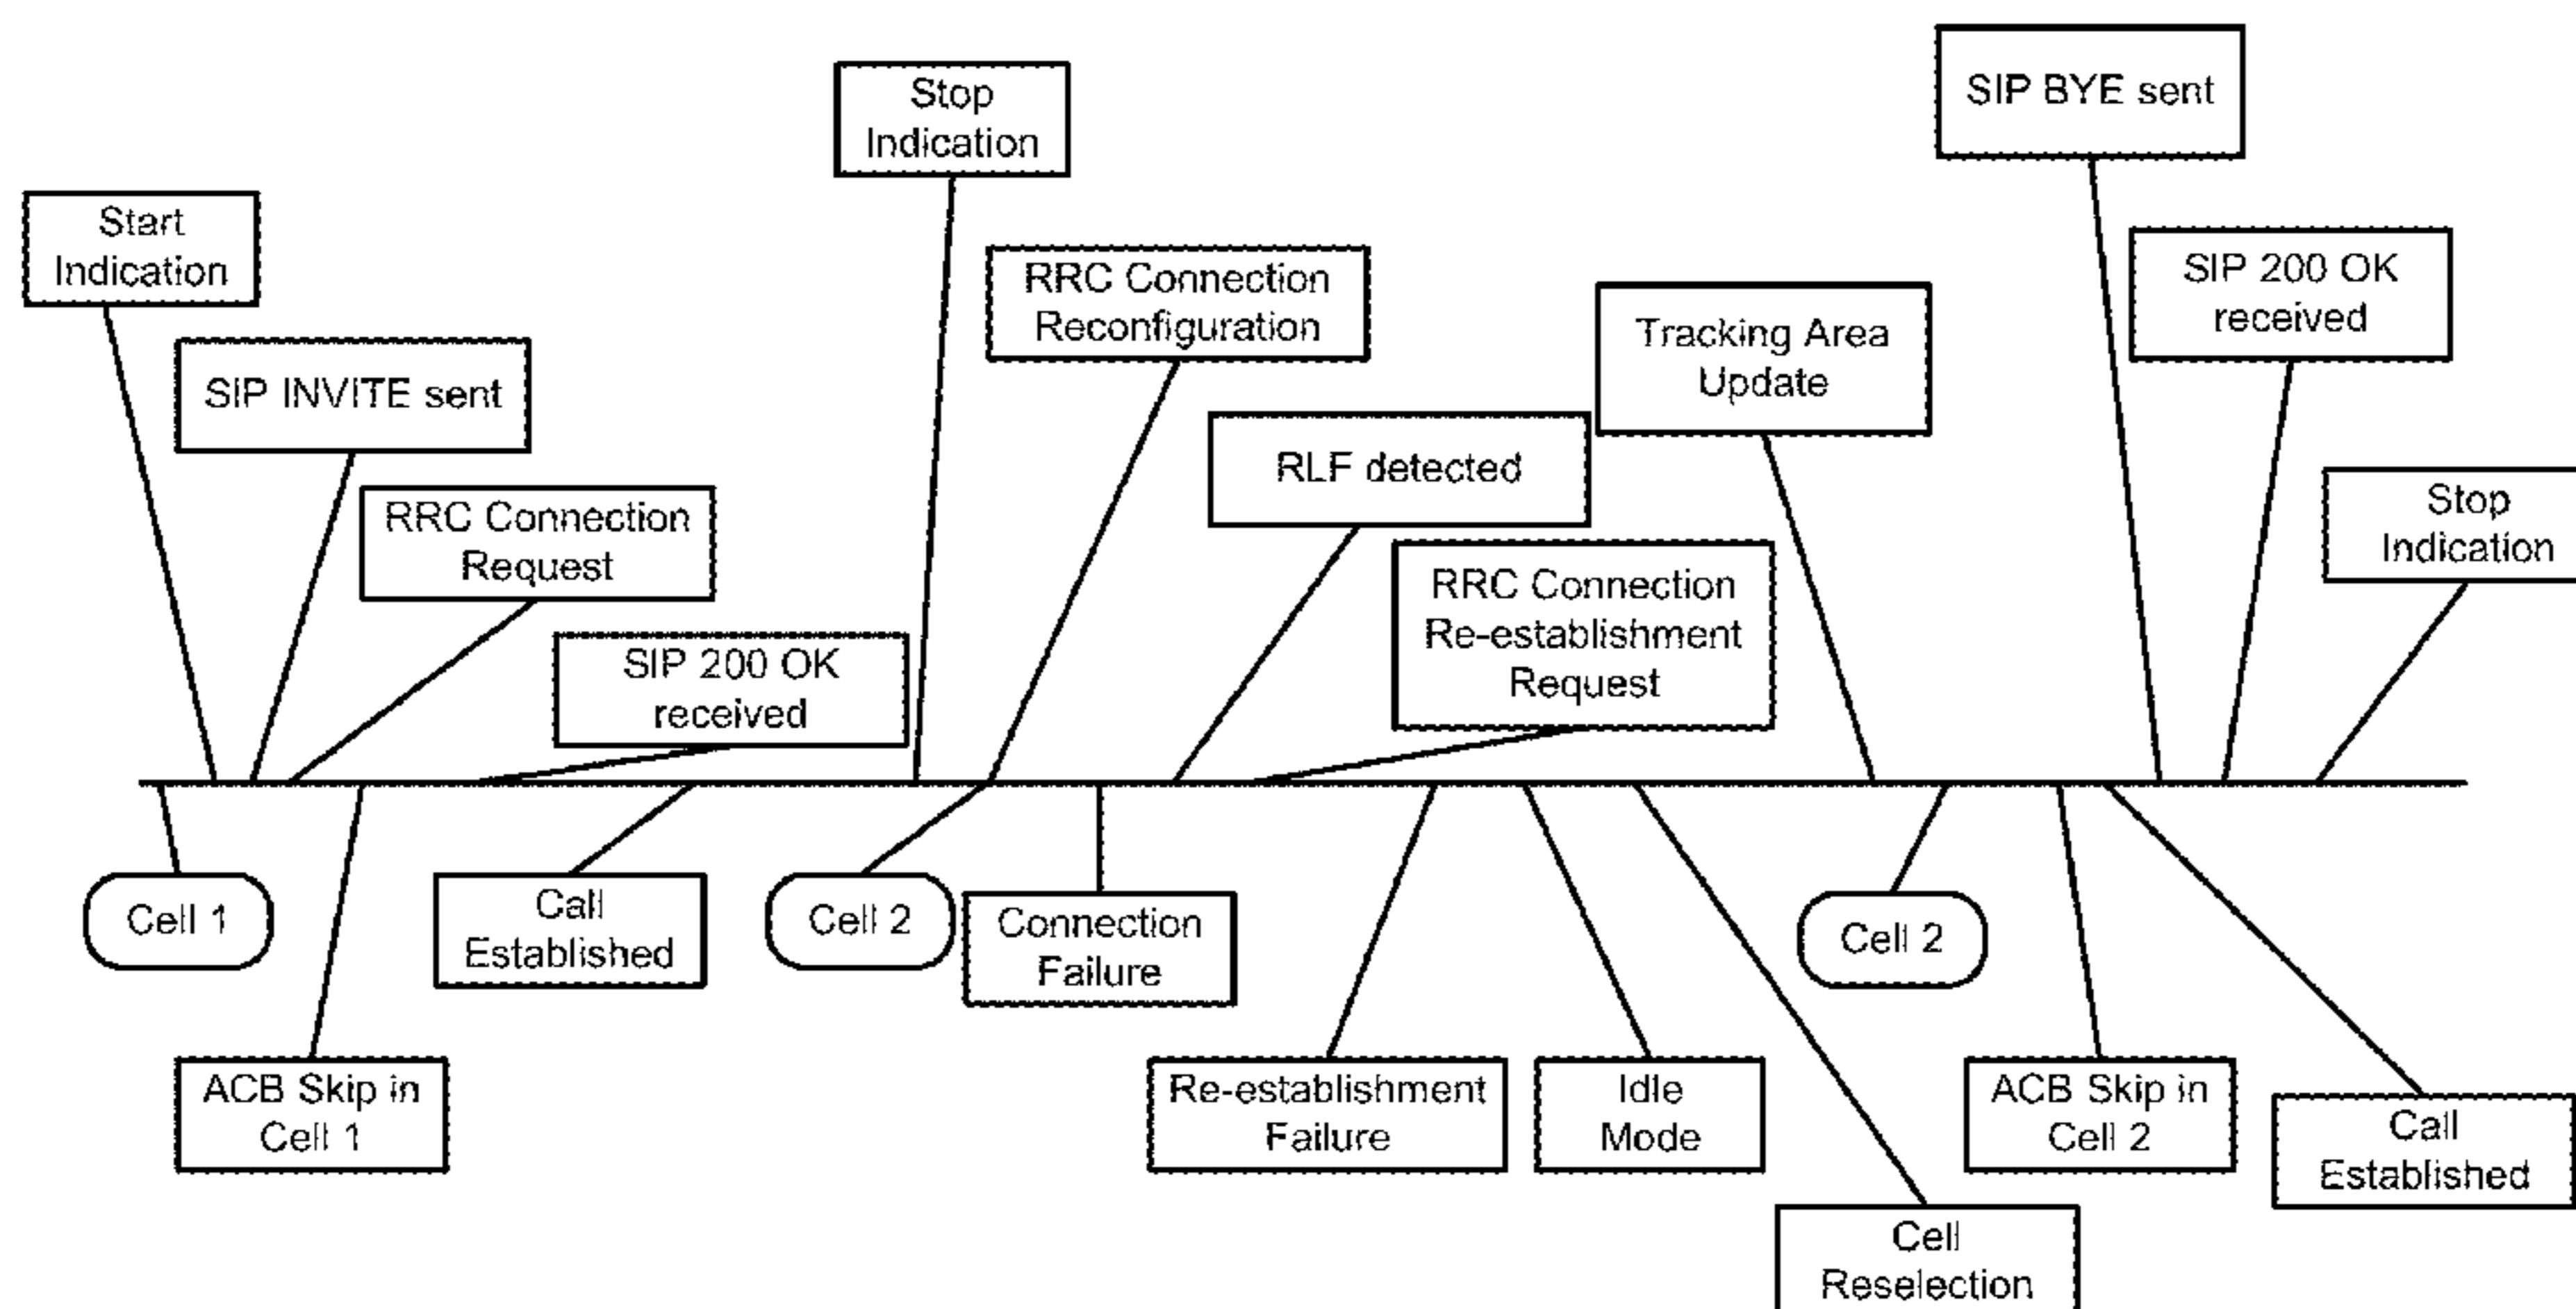 SIP BYE sent
Stop
Indication
Start
Indication
SIP 200 OK
received
RRC Connection
Reconfiguration
Tracking Area
Update
SIP INVITE sent
RLF detected
Stop
Indication
RRC Connection
Request
RRC Connection
Re-establishment
Request
SIP 200 OK
received
Cell 1
Call
Established
Cell 2
Connection
Failure
Cell 2
ACB Skip in
Cell 1
Re-establishment
Failure
Idle
Mode
ACB Skip in
Cell 2
Call
Established
Cell
Reselection